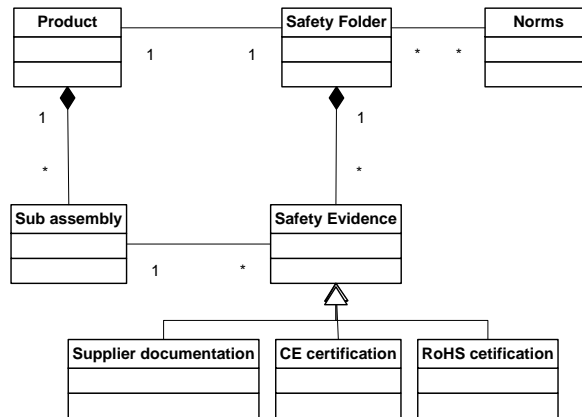 Product
Safety Folder
Norms
1
1
*
*
1
1
*
*
Sub assembly
Safety Evidence
1
*
Supplier documentation
CE certification
RoHS cetification